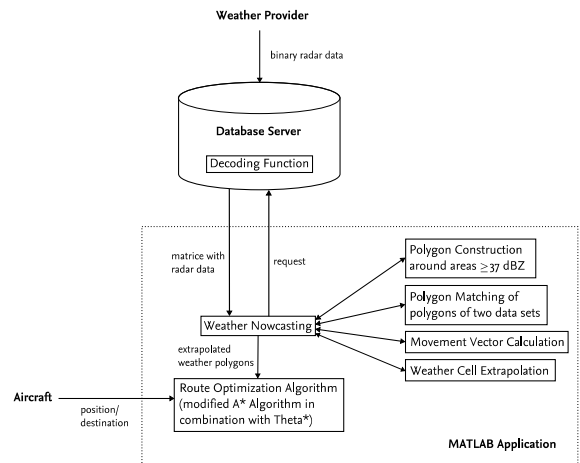 Weather Provider
binary radar data
Database Server
Decoding Function
matrice with
radar data
request
Polygon Construction
around areas ≥37 dBZ
Polygon Matching of
polygons of two data sets
Weather Nowcasting
Movement Vector Calculation
Weather Cell Extrapolation
extrapolated
weather polygons
Aircraft
position/
destination
Route Optimization Algorithm
(modified A* Algorithm in
combination with Theta*)
MATLAB Application